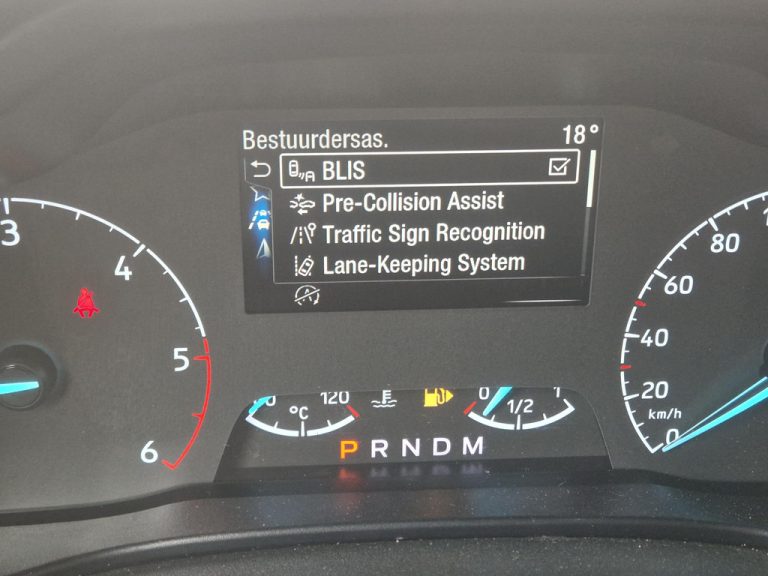 Bestuurdersas. 18°
BLIS
Pre-Collision Assist
Traffic Sign Recognition
Lane-Keeping System
3
4
5
6
80
60
40
20
km/h
0
120
°C
0
1/2
1
P R N D M